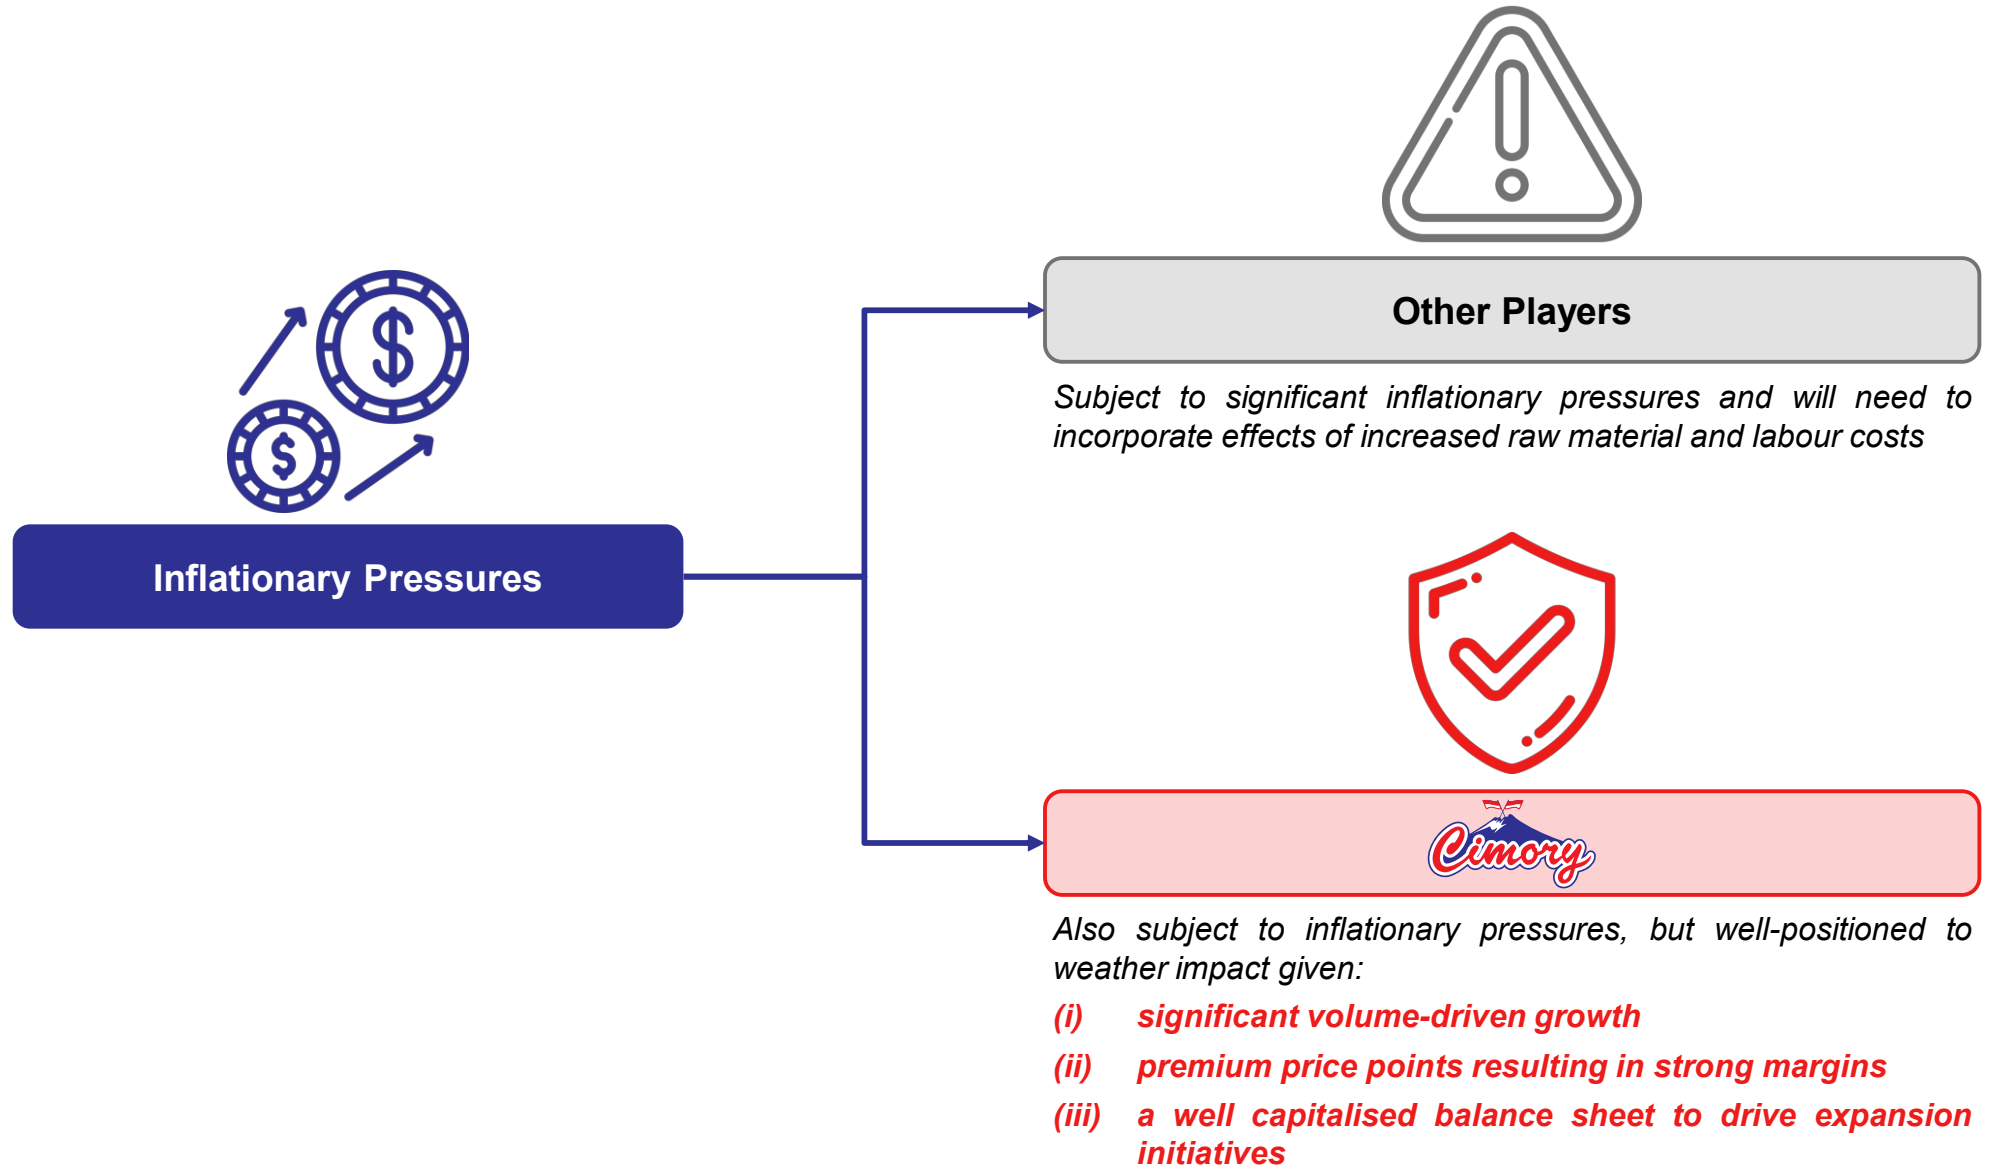 Other Players
Subject to significant inflationary pressures and will need to
incorporate effects of increased raw material and labour costs
Inflationary Pressures
Cimory
Also subject to inflationary pressures, but well-positioned to
weather impact given:
(i) significant volume-driven growth
(ii) premium price points resulting in strong margins
(iii) a well capitalised balance sheet to drive expansion
initiatives